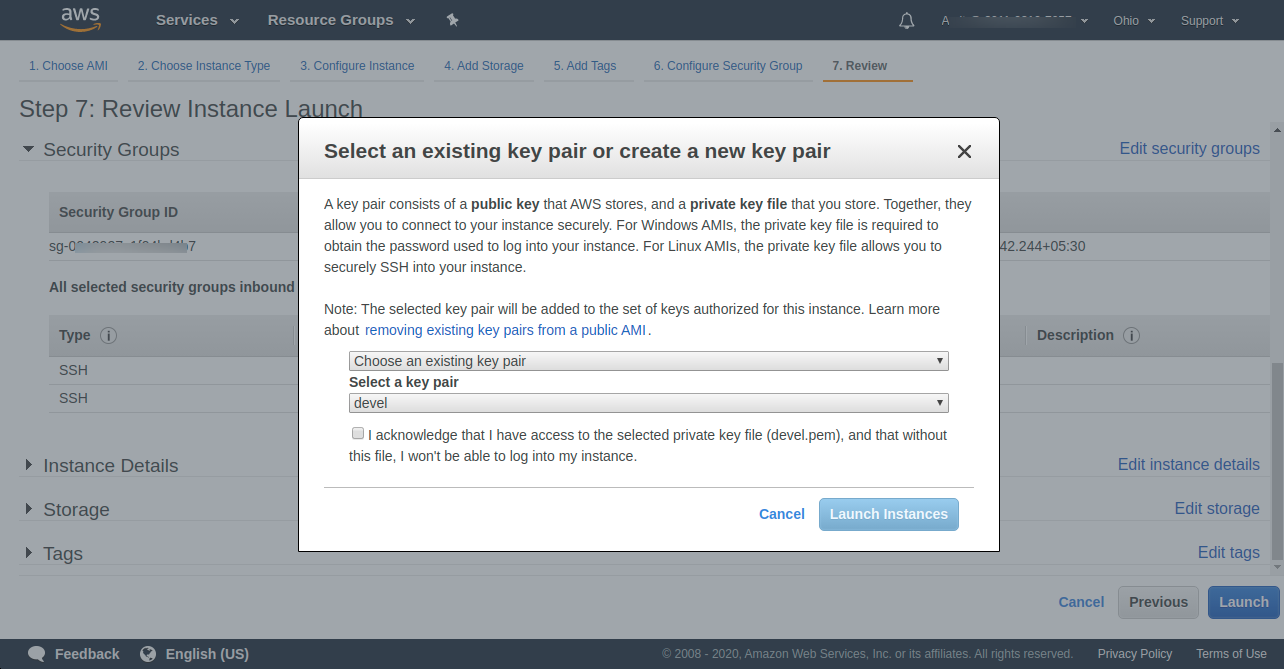 aws Services Resource Groups Ohio Support
1. Choose AMI 2. Choose Instance Type 3. Configure Instance 4. Add Storage 5. Add Tags 6. Configure Security Group 7. Review
Step 7: Review Instance Launch
Security Groups Edit security groups
Select an existing key pair or create a new key pair
A key pair consists of a public key that AWS stores, and a private key file that you store. Together, they
allow you to connect to your instance securely. For Windows AMIs, the private key file is required to
obtain the password used to log into your instance. For Linux AMIs, the private key file allows you to
securely SSH into your instance.
Note: The selected key pair will be added to the set of keys authorized for this instance. Learn more
about removing existing key pairs from a public AMI.
Choose an existing key pair
Select a key pair
devel
I acknowledge that I have access to the selected private key file (devel.pem), and that without
this file, I won't be able to log into my instance.
Cancel Launch Instances
Security Group ID
42.244+05:30
All selected security groups inbound
Type Description
SSH
SSH
Instance Details Edit instance details
Storage Edit storage
Tags Edit tags
Cancel Previous Launch
Feedback English (US) © 2008 - 2020, Amazon Web Services, Inc. or its affiliates. All rights reserved. Privacy Policy Terms of Use